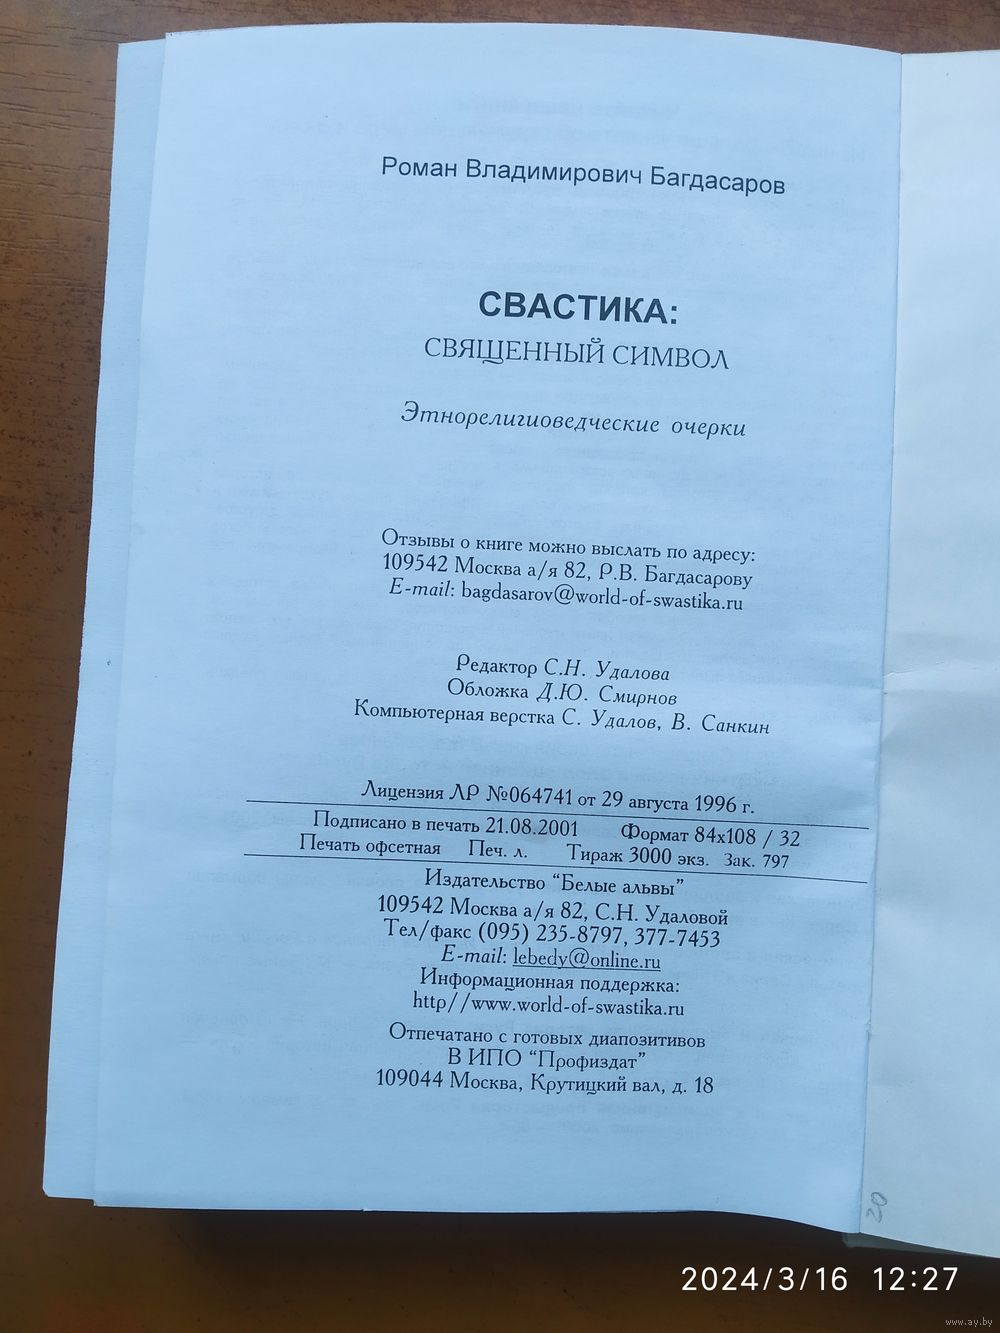 Роман Владимирович Багдасаров
СВАСТИКА:
СВЯЩЕННЫЙ СИМВОЛ
Этнорелигиоведческие очерки
Отзывы о книге можно выслать по адресу:
109542 Москва а/я 82, Р.В. Багдасарову
E-mail: bagdasarov@world-of-swastika.ru
Редактор С.Н. Удалова
Обложка Д.Ю. Смирнов
Компьютерная верстка С. Удалов, В. Санкин
Лицензия ЛР №064741 от 29 августа 1996 г.
Подписано в печать 21.08.2001 Формат 84х108 / 32
Печать офсетная Печ. л. Тираж 3000 экз. Зак. 797
Издательство “Белые альвы”
109542 Москва а/я 82, С.Н. Удаловой
Тел/факс (095) 235-8797, 377-7453
E-mail: lebedy@online.ru
Информационная поддержка:
http//www.world-of-swastika.ru
Отпечатано с готовых диапозитивов
В ИПО “Профиздат”
109044 Москва, Крутицкий вал, д. 18
20
2024/3/16 12:27
www.ay.by